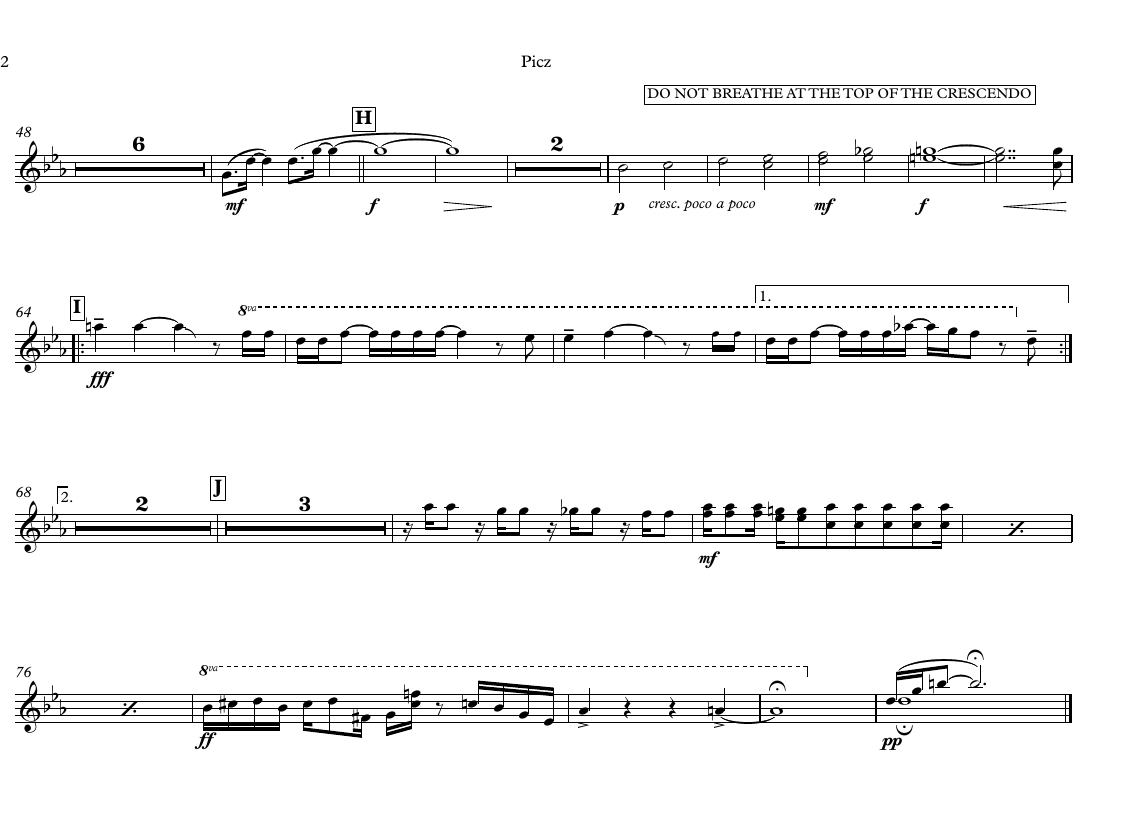 2
Picz
DO NOT BREATHE AT THE TOP OF THE CRESCENDO
H
48
6
2
mf
f
p
cresc. poco a poco
mf
f
I
1.
64
8va
fff
68
2.
2
J
3
mf
76
8va
ff
pp